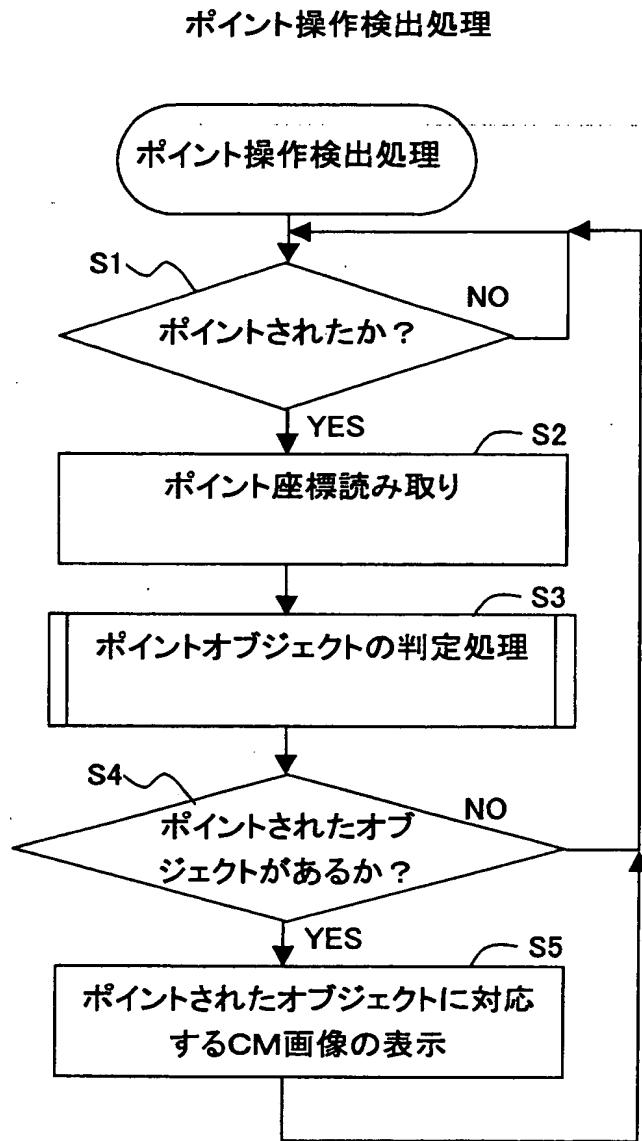 ポイント操作検出処理
ポイント操作検出処理
S1
NO
ポイントされたか？
YES
S2
ポイント座標読み取り
S3
ポイントオブジェクトの判定処理
S4
NO
ポイントされたオブ
ジェクトがあるか？
YES
S5
ポイントされたオブジェクトに対応
するCM画像の表示